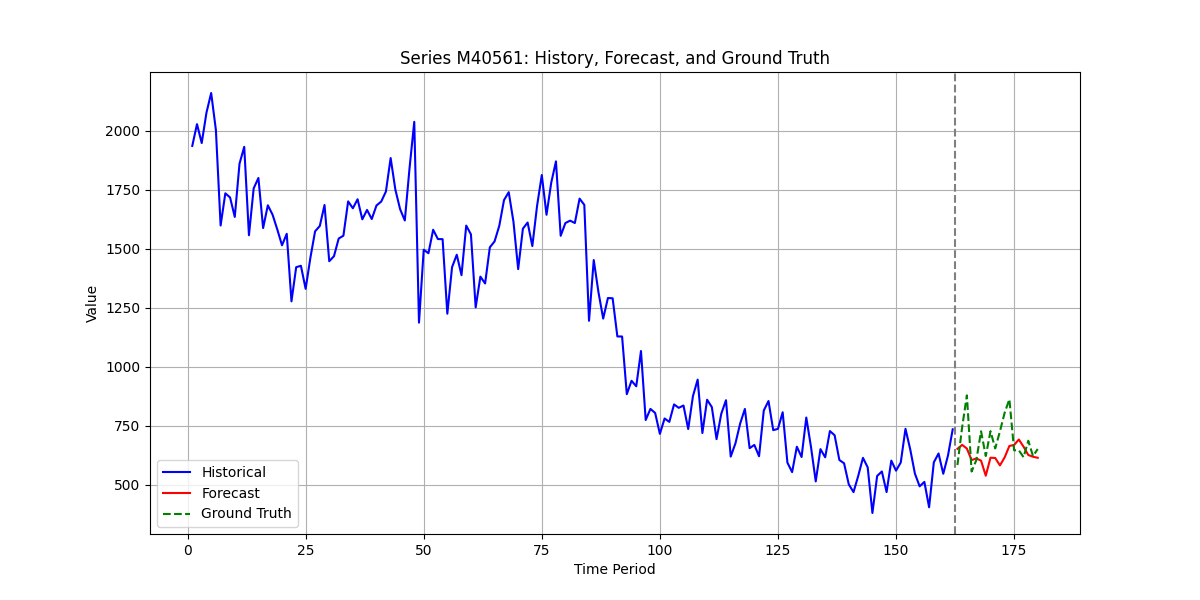 Series M40561: History, Forecast, and Ground Truth
Value
2000
1750
1500
1250
1000
750
500
Historical
Forecast
Ground Truth
0 25 50 75 100 125 150 175
Time Period